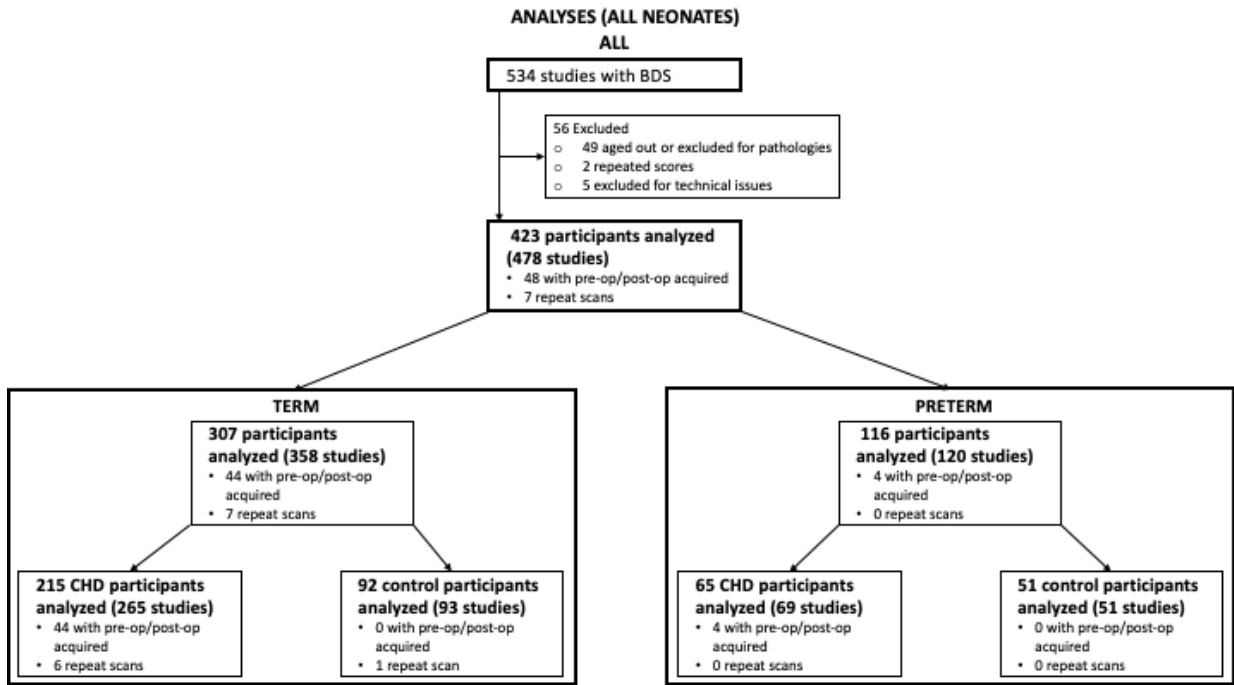 ANALYSES (ALL NEONATES)
ALL
534 studies with BDS
56 Excluded
o 49 aged out or excluded for pathologies
o 2 repeated scores
o 5 excluded for technical issues
423 participants analyzed
(478 studies)
• 48 with pre-op/post-op acquired
• 7 repeat scans
TERM
307 participants
analyzed (358 studies)
• 44 with pre-op/post-op
acquired
• 7 repeat scans
215 CHD participants
analyzed (265 studies)
• 44 with pre-op/post-op
acquired
• 6 repeat scans
92 control participants
analyzed (93 studies)
• 0 with pre-op/post-op
acquired
• 1 repeat scan
PRETERM
116 participants
analyzed (120 studies)
• 4 with pre-op/post-op
acquired
• 0 repeat scans
65 CHD participants
analyzed (69 studies)
• 4 with pre-op/post-op
acquired
• 0 repeat scans
51 control participants
analyzed (51 studies)
• 0 with pre-op/post-op
acquired
• 0 repeat scans